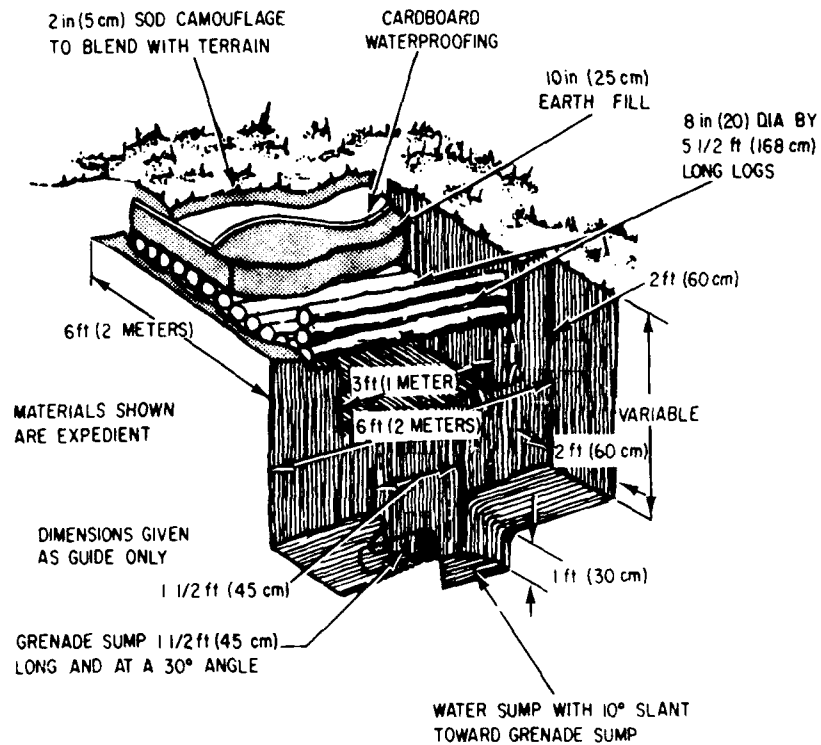 2 in (5 cm) SOD CAMOUFLAGE
TO BLEND WITH TERRAIN
CARDBOARD
WATERPROOFING
10 in (25 cm)
EARTH FILL
8 in (20) DIA BY
5 1/2 ft (168 cm)
LONG LOGS
2 ft (60 cm)
6 ft (2 METERS)
3 ft (1 METER)
MATERIALS SHOWN
ARE EXPEDIENT
6 ft (2 METERS)
VARIABLE
2 ft (60 cm)
DIMENSIONS GIVEN
AS GUIDE ONLY
1 1/2 ft (45 cm)
1 ft (30 cm)
GRENADE SUMP 1 1/2 ft (45 cm)
LONG AND AT A 30° ANGLE
WATER SUMP WITH 10° SLANT
TOWARD GRENADE SUMP